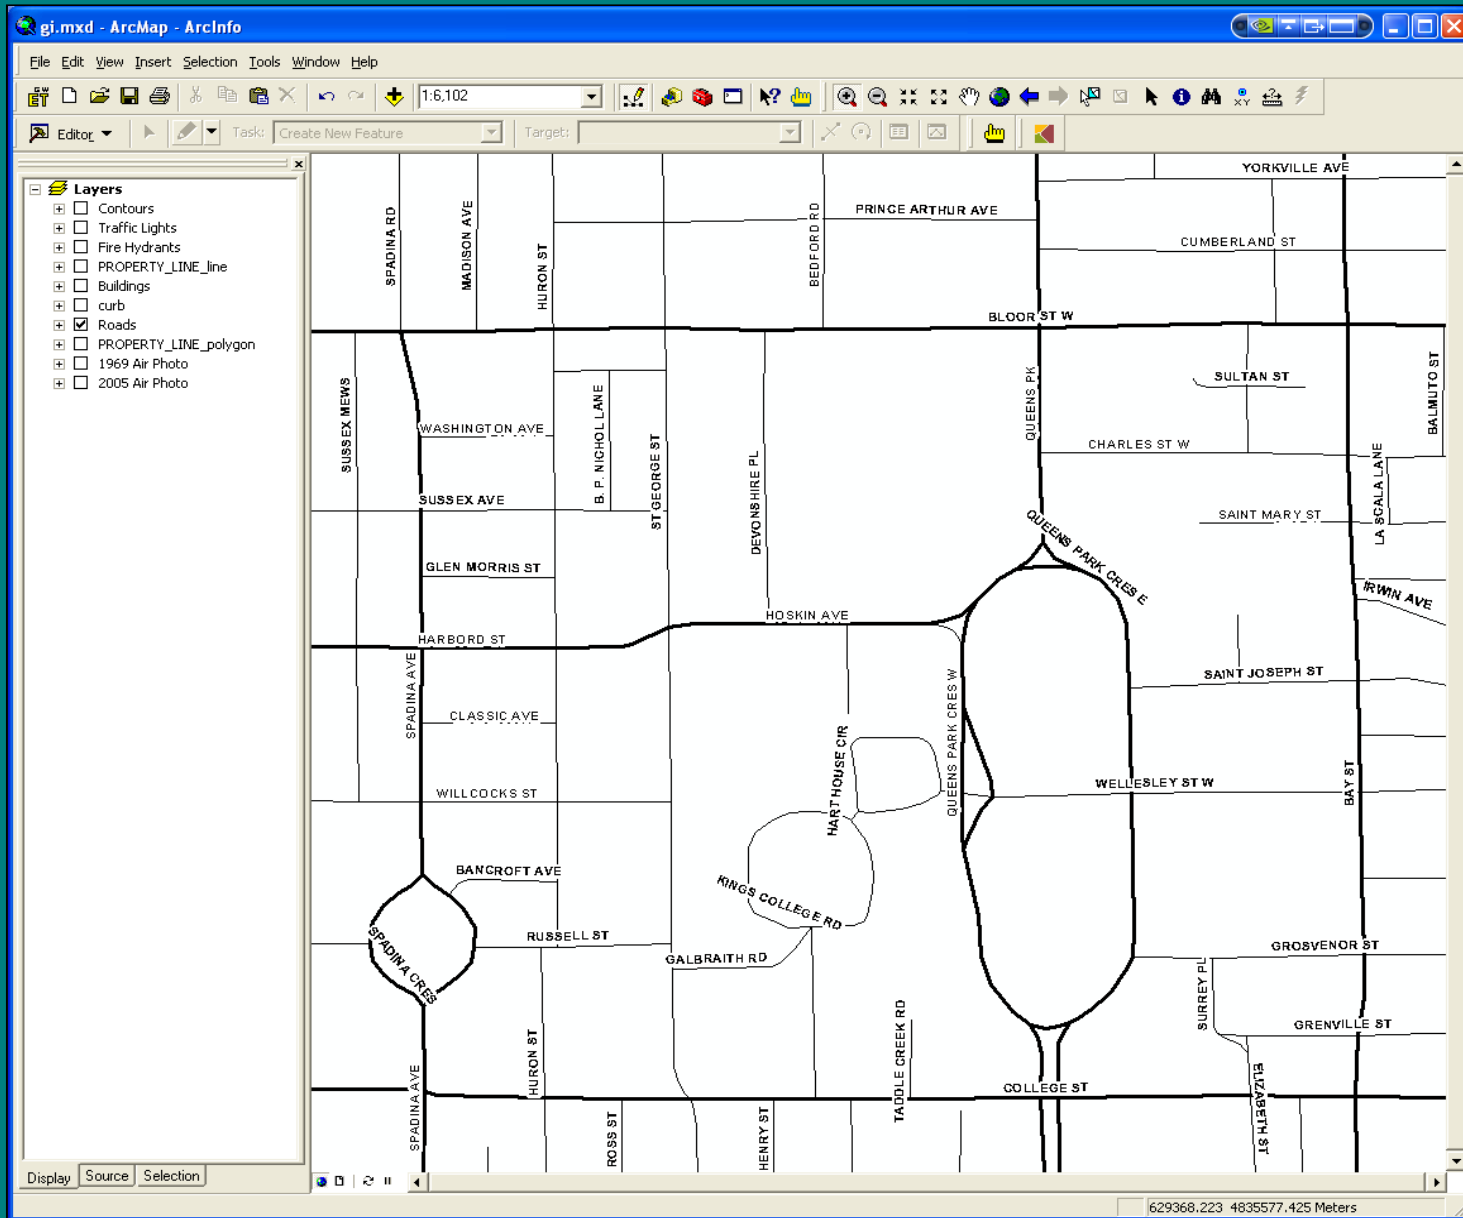 gi.mxd - ArcMap - ArcInfo
File Edit View Insert Selection Tools Window Help
1:6,102
Editor Task: Create New Feature Target:
Layers
Contours
Traffic Lights
Fire Hydrants
PROPERTY_LINE_line
Buildings
curb
Roads
PROPERTY_LINE_polygon
1969 Air Photo
2005 Air Photo
YORKVILLE AVE
SPADINA RD
MADISON AVE
HURON ST
BEDFORD RD
PRINCE ARTHUR AVE
CUMBERLAND ST
BLOOR ST W
SUSSEX MEWS
WASHINGTON AVE
B. P. NICHOL LANE
ST GEORGE ST
DEVONSHIRE PL
QUEENS PK
SULTAN ST
BALMUTO ST
CHARLES ST W
LA SCALA LANE
SUSSEX AVE
SAINT MARY ST
QUEENS PARK CRES E
GLEN MORRIS ST
IRWIN AVE
HOSKIN AVE
HARBORD ST
SPADINA AVE
SAINT JOSEPH ST
CLASSIC AVE
HART HOUSE CIR
QUEENS PARK CRES W
WELLESLEY ST W
BAY ST
WILLCOCKS ST
BANCROFT AVE
KINGS COLLEGE RD
SPADINA CRES
RUSSELL ST
GALBRAITH RD
GROSVENOR ST
SURREY PL
GRENVILLE ST
HURON ST
TADDLE CREEK RD
COLLEGE ST
ELIZABETH ST
SPADINA AVE
ROSS ST
HENRY ST
Display Source Selection
629368.223 4835577.425 Meters